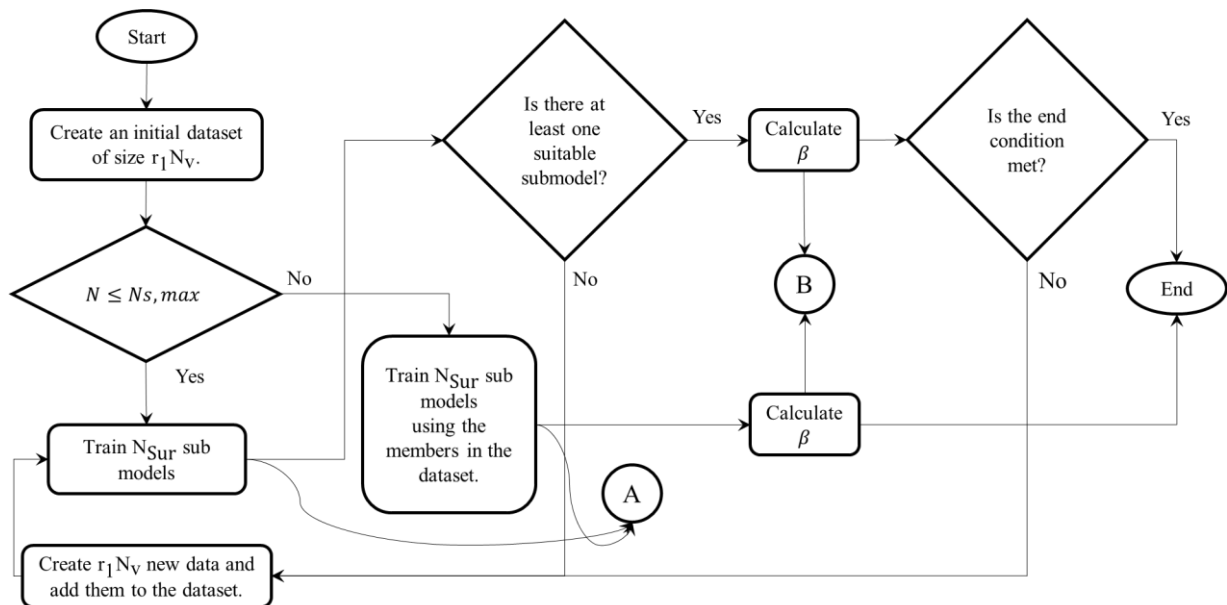 Start
Create an initial dataset
of size r₁Nᵥ.
N ≤ Ns,max
No
Yes
Train N_Sur sub
models
Create r₁Nᵥ new data and
add them to the dataset.
Train N_Sur sub
models
using the
members in the
dataset.
A
Is there at
least one
suitable
submodel?
Yes
No
Calculate
β
B
Calculate
β
Is the end
condition
met?
Yes
No
End